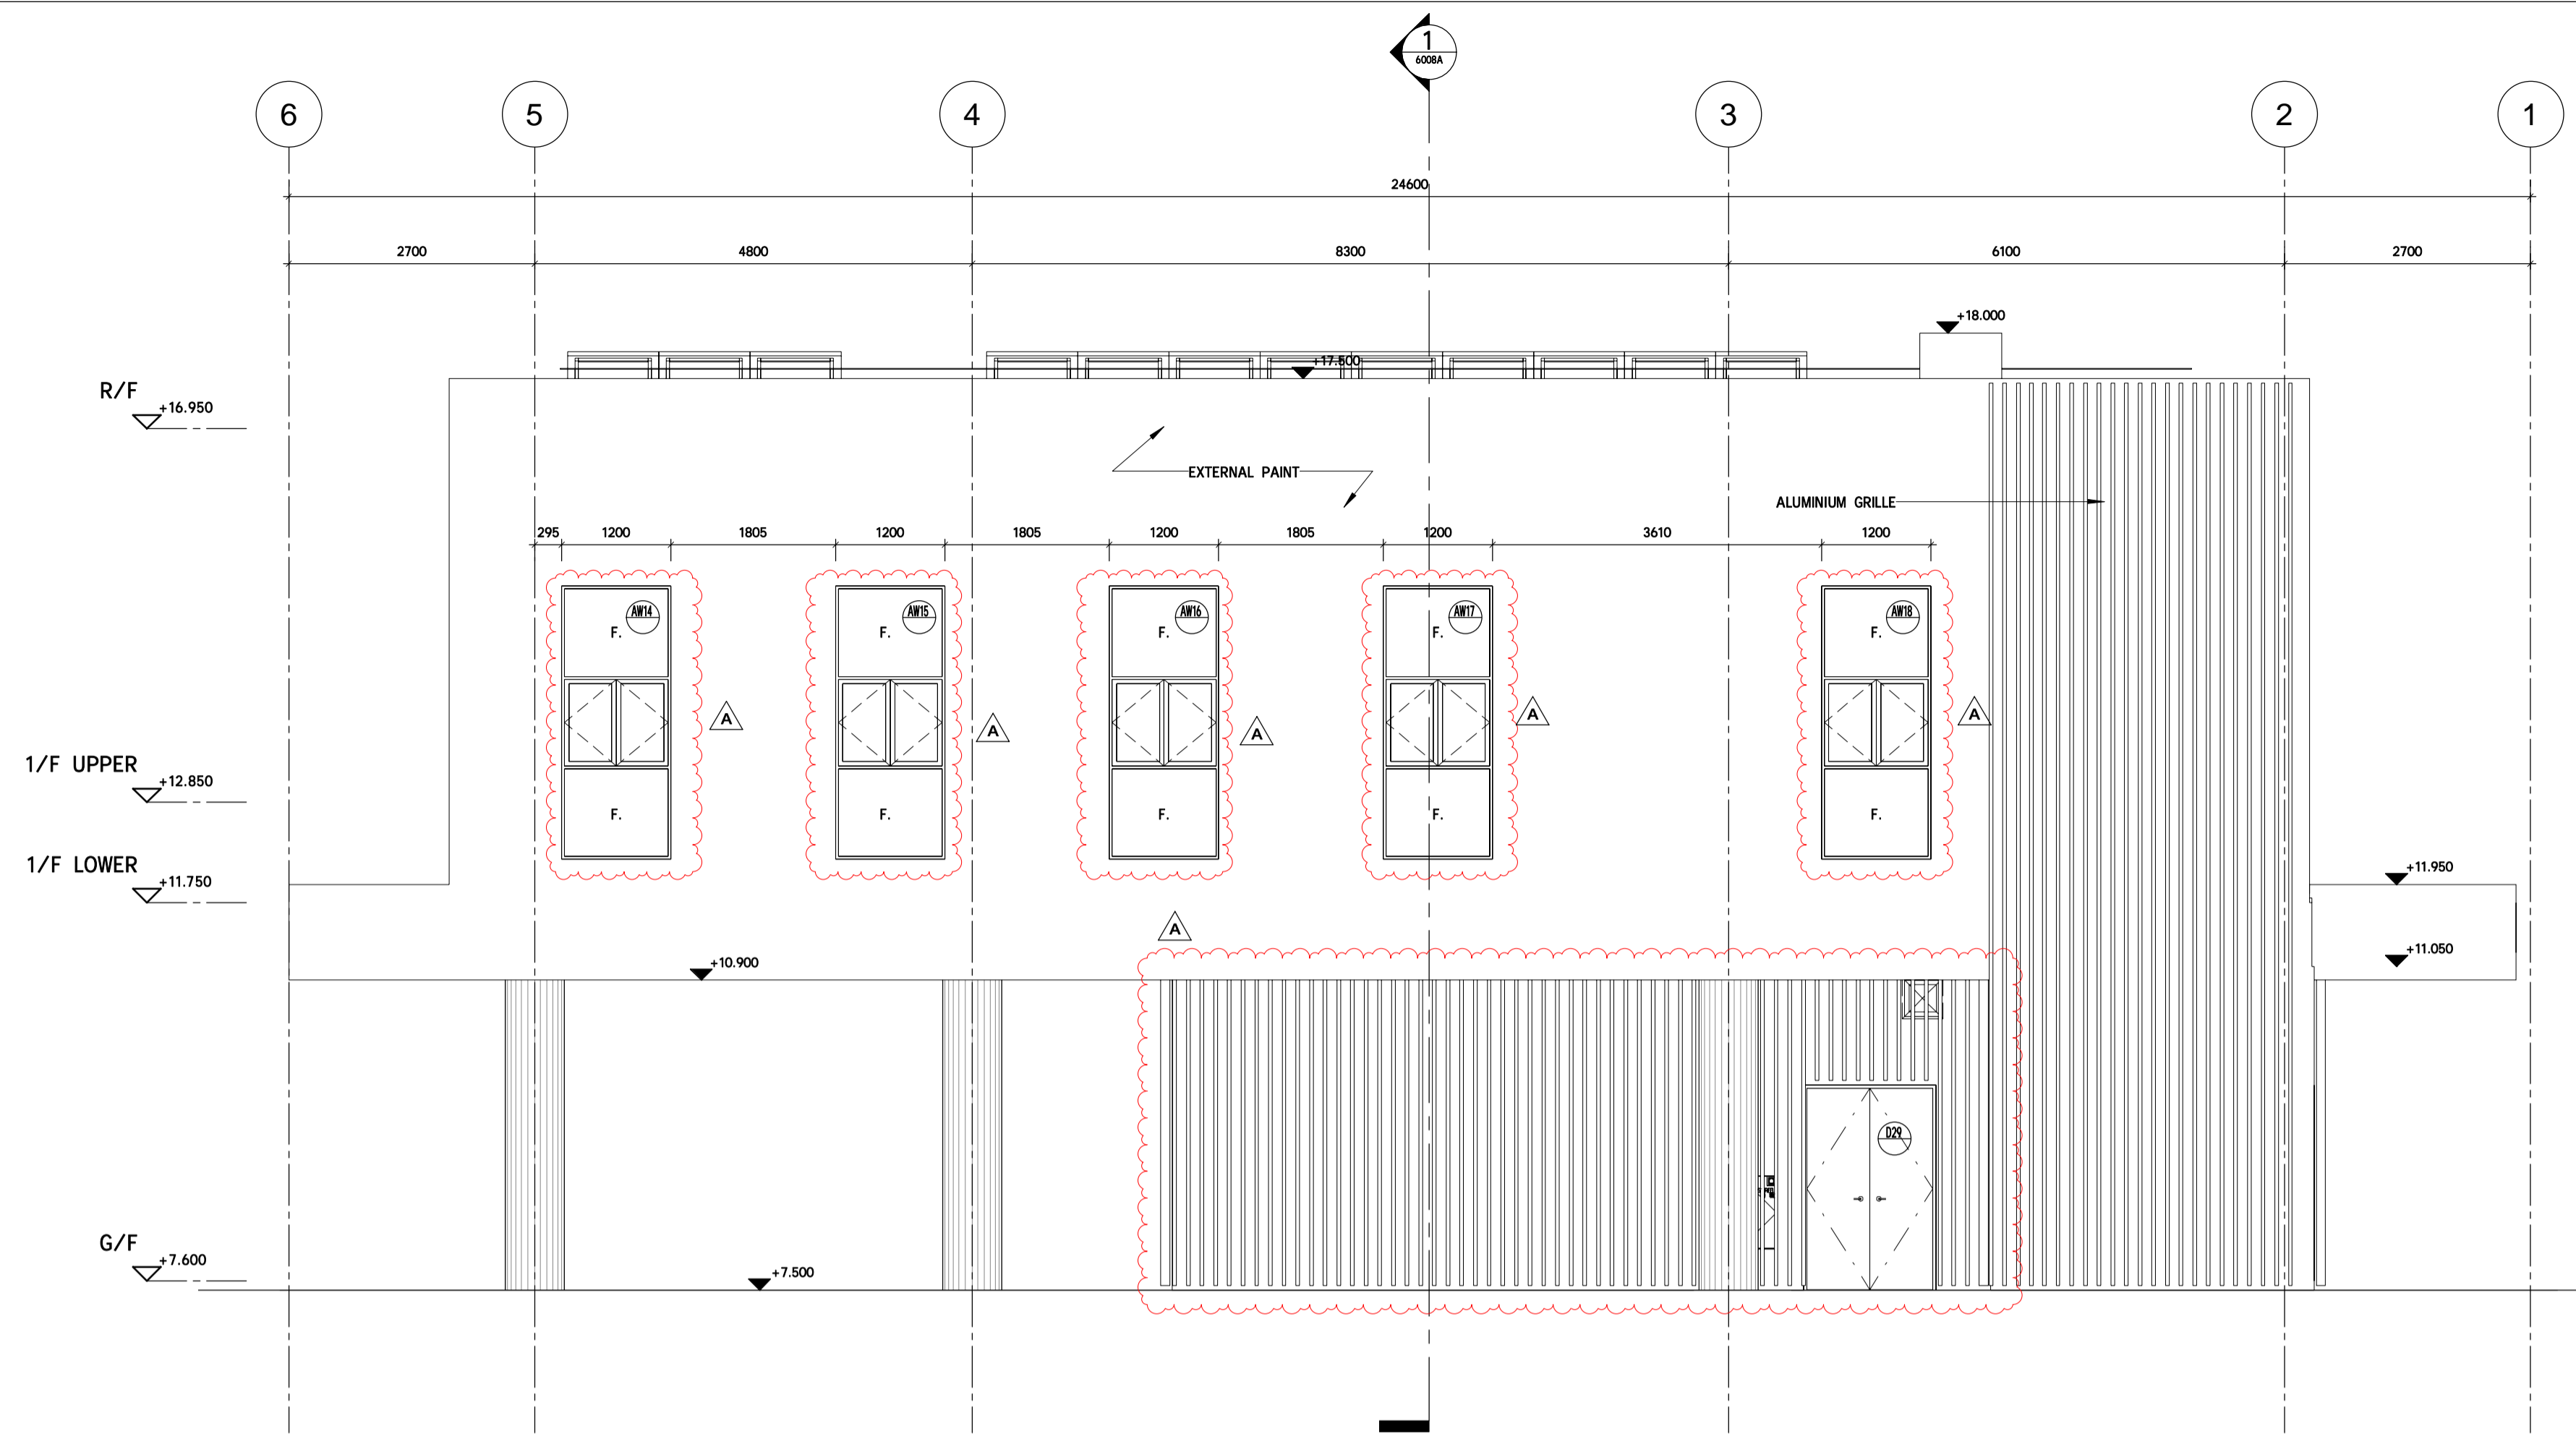 1
6008A
6
5
4
3
2
1
24600
2700
4800
8300
6100
2700
+18.000
+17.500
R/F
+16.950
EXTERNAL PAINT
ALUMINIUM GRILLE
295
1200
1805
1200
1805
1200
1805
1200
3610
1200
AW14
AW15
AW16
AW17
AW18
F.
F.
F.
F.
F.
A
A
A
A
A
1/F UPPER
+12.850
F.
F.
F.
F.
F.
1/F LOWER
+11.750
+11.950
A
+10.900
+11.050
D29
G/F
+7.600
+7.500